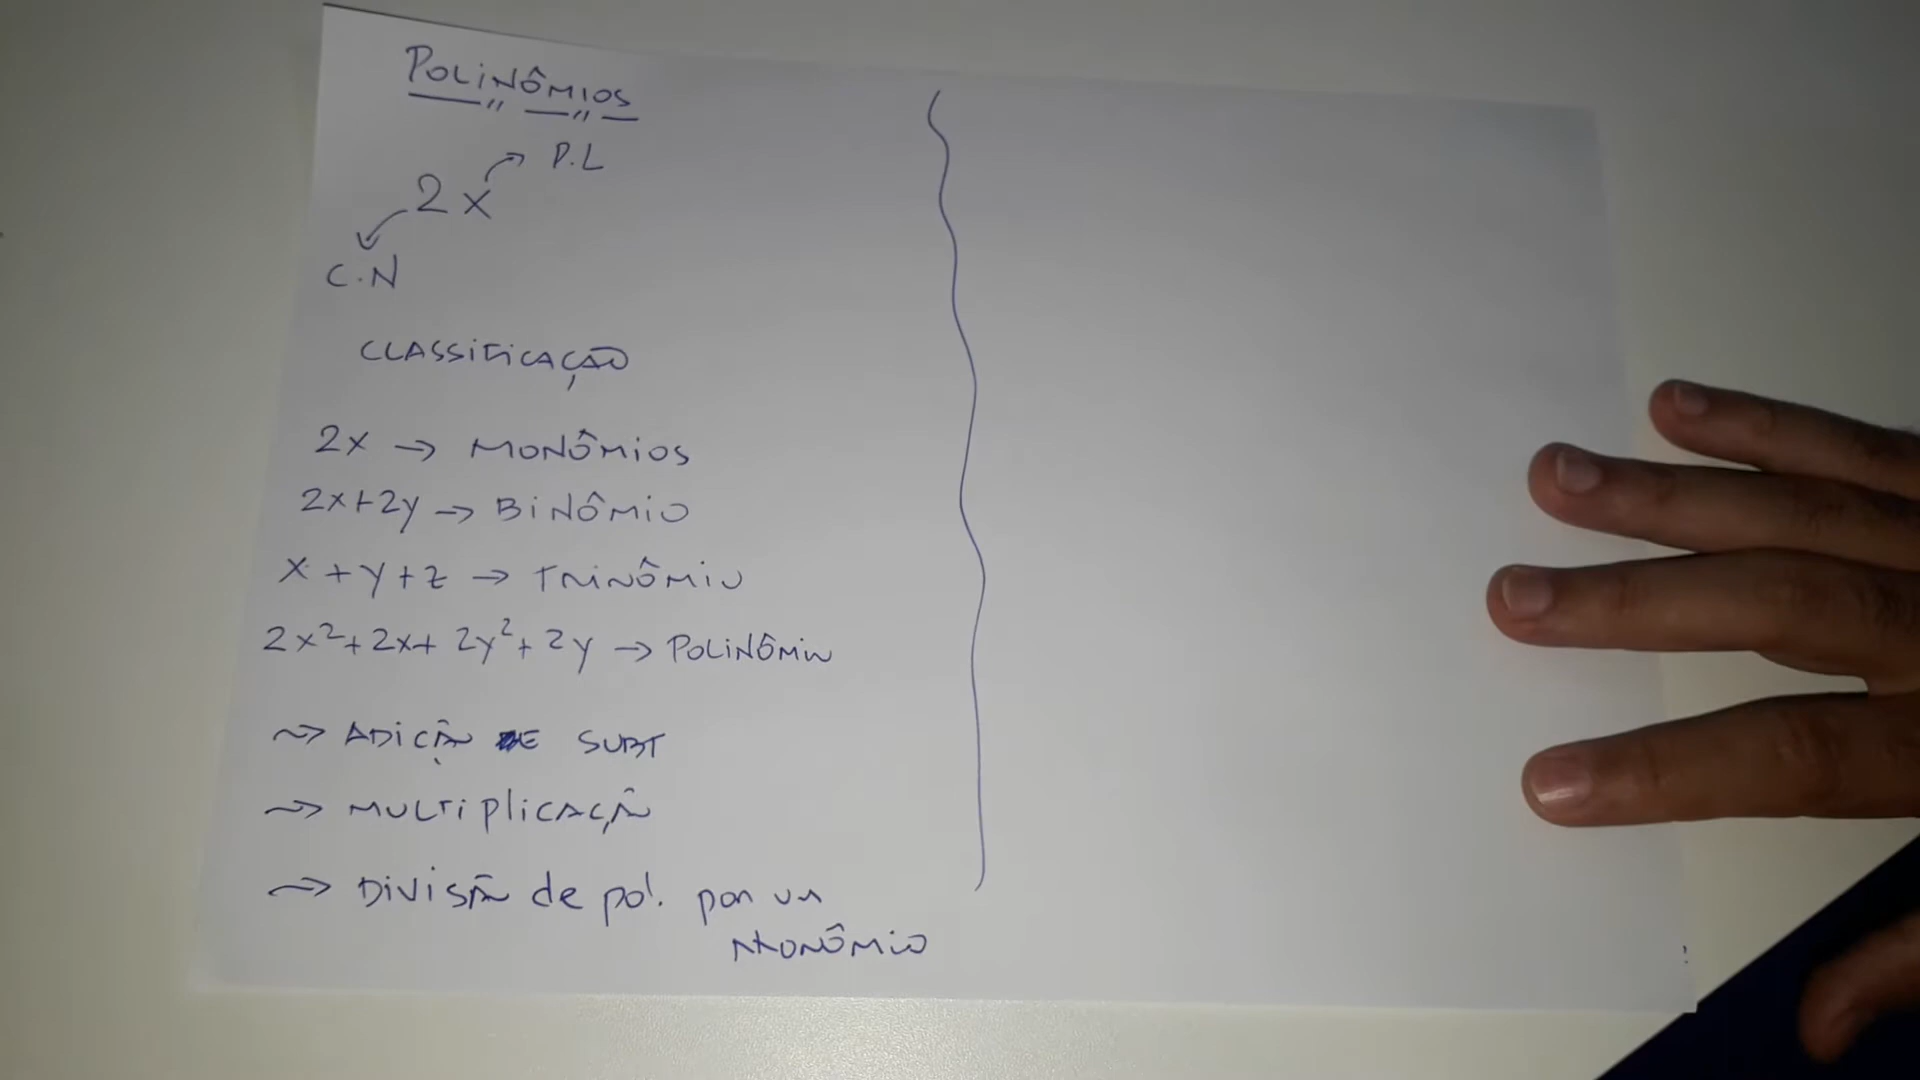 POLINÔMIOS
P.L
2x
C.N
CLASSIFICAÇÃO
2x → MONÔMIOS
2x+2y → BINÔMIO
x+y+z → TRINÔMIO
2x²+2x+2y²+2y → POLINÔMIO
~> ADIÇÃO E SUBT
~> MULTIPLICAÇÃO
~> DIVISÃO de pol. por um
MONÔMIO